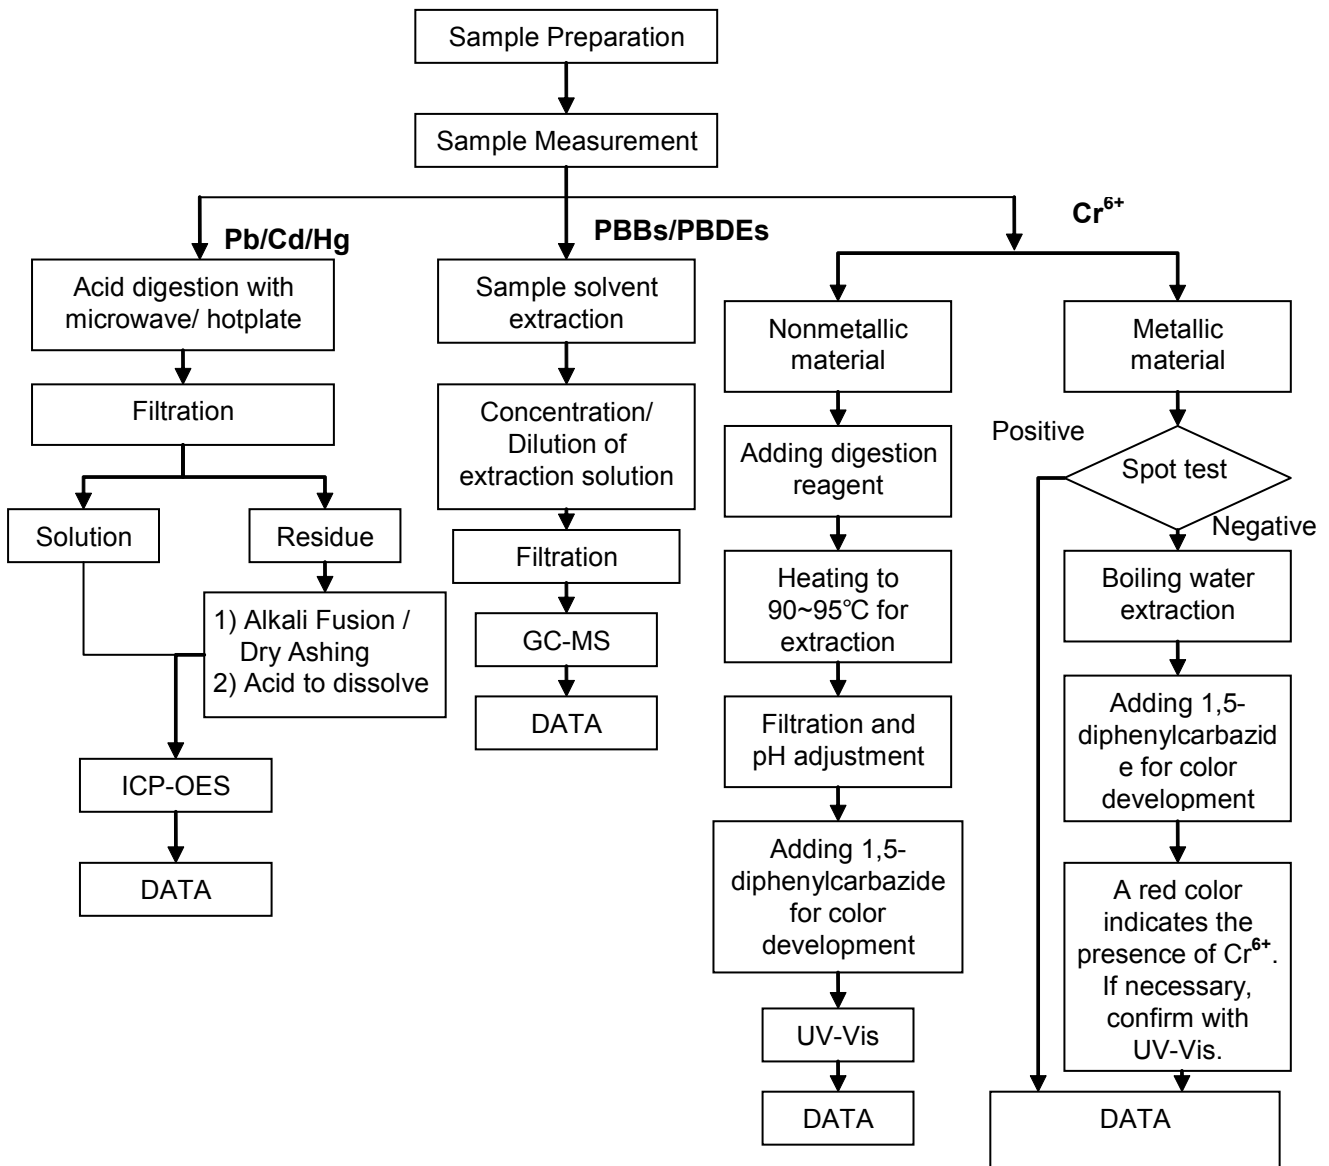 Sample Preparation
Sample Measurement
Pb/Cd/Hg
PBBs/PBDEs
Cr⁶⁺
Acid digestion with
microwave/ hotplate
Filtration
Solution
Residue
1) Alkali Fusion /
Dry Ashing
2) Acid to dissolve
ICP-OES
DATA
Sample solvent
extraction
Concentration/
Dilution of
extraction solution
Filtration
GC-MS
DATA
Nonmetallic
material
Adding digestion
reagent
Heating to
90~95℃ for
extraction
Filtration and
pH adjustment
Adding 1,5-
diphenylcarbazide
for color
development
UV-Vis
DATA
Metallic
material
Positive
Spot test
Negative
Boiling water
extraction
Adding 1,5-
diphenylcarbazid
e for color
development
A red color
indicates the
presence of Cr⁶⁺.
If necessary,
confirm with
UV-Vis.
DATA